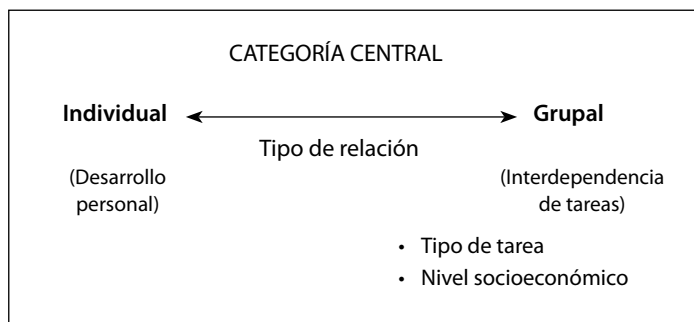 CATEGORÍA CENTRAL
Individual Grupal
Tipo de relación
(Desarrollo (Interdependencia
personal) de tareas)
• Tipo de tarea
• Nivel socioeconómico